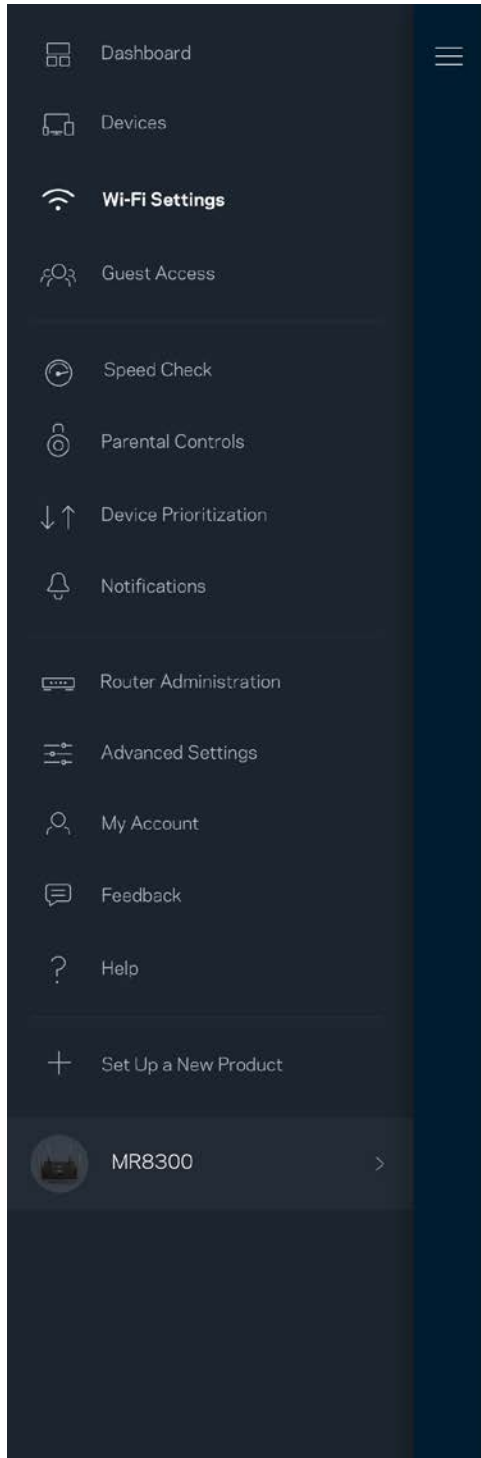 Dashboard
Devices
Wi-Fi Settings
Guest Access
Speed Check
Parental Controls
Device Prioritization
Notifications
Router Administration
Advanced Settings
My Account
Feedback
Help
Set Up a New Product
MR8300